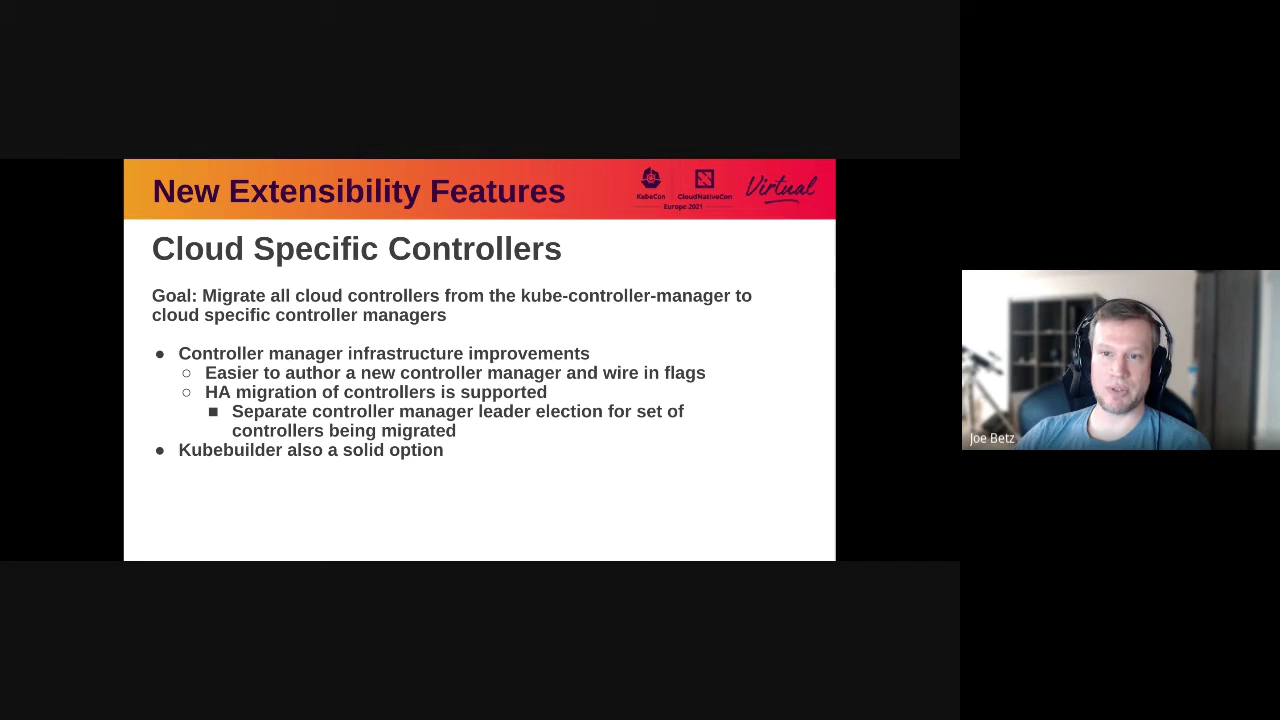 New Extensibility Features
KubeCon
CloudNativeCon
Europe 2021
Virtual
Cloud Specific Controllers
Goal: Migrate all cloud controllers from the kube-controller-manager to
cloud specific controller managers
● Controller manager infrastructure improvements
○ Easier to author a new controller manager and wire in flags
○ HA migration of controllers is supported
■ Separate controller manager leader election for set of
controllers being migrated
● Kubebuilder also a solid option
Joe Betz